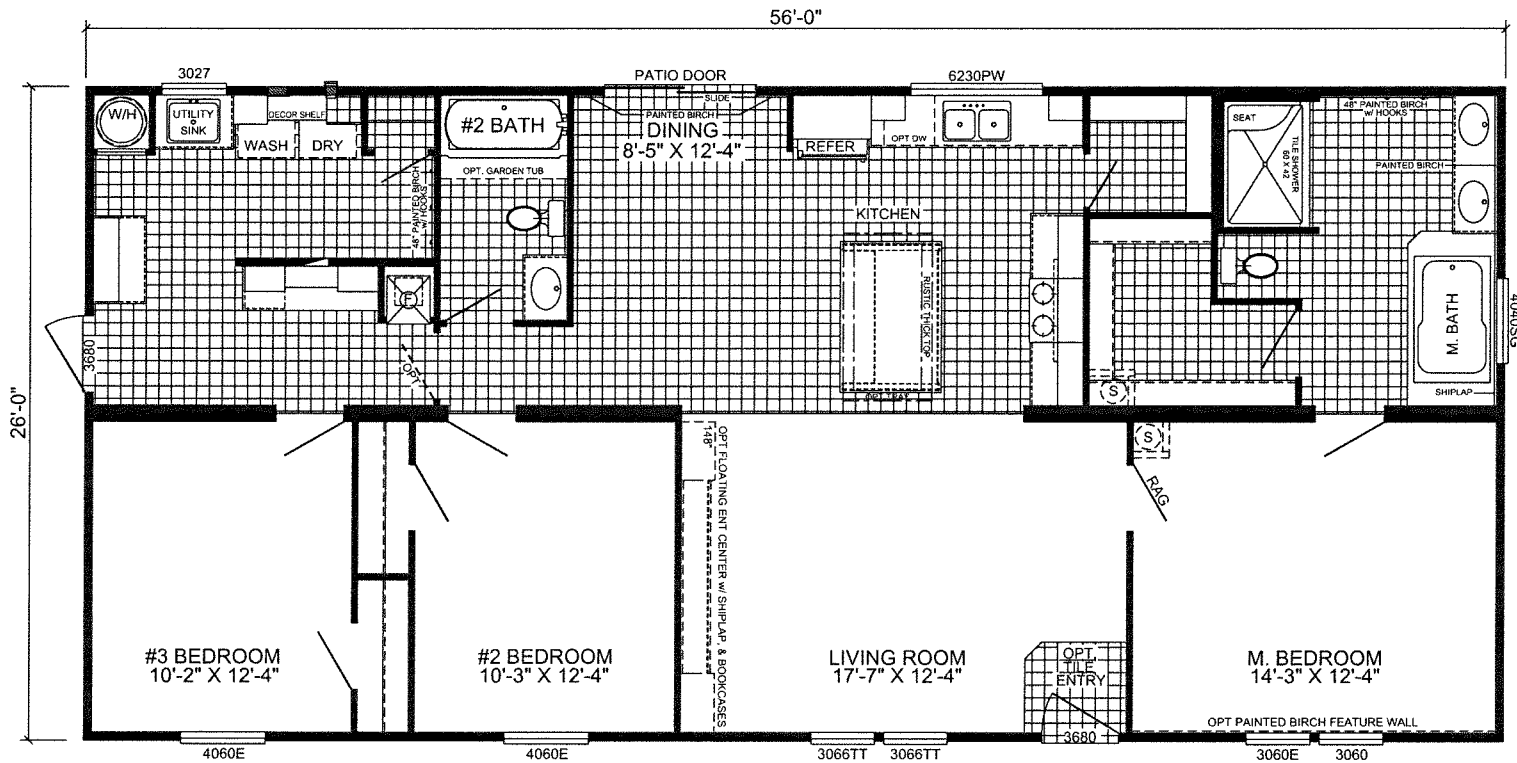 56'-0"
3027
PATIO DOOR
6230PW
SLIDE
W/H
UTILITY
SINK
DECOR SHELF
WASH
DRY
#2 BATH
PAINTED BIRCH
DINING
8'-5" X 12'-4"
REFER
OPT DW
SEAT
TILE SHOWER
60 X 42
48" PAINTED BIRCH
w/ HOOKS
PAINTED BIRCH
OPT. GARDEN TUB
48" PAINTED BIRCH
w/ HOOKS
KITCHEN
RUSTIC THICK TOP
OPT TRAY
F
M. BATH
4040SG
SHIPLAP
3680
OPT
26'-0"
S
S
RAG
148"
OPT FLOATING ENT CENTER w/ SHIPLAP, & BOOKCASES
#3 BEDROOM
10'-2" X 12'-4"
#2 BEDROOM
10'-3" X 12'-4"
LIVING ROOM
17'-7" X 12'-4"
OPT.
TILE
ENTRY
M. BEDROOM
14'-3" X 12'-4"
OPT PAINTED BIRCH FEATURE WALL
4060E
4060E
3066TT
3066TT
3680
3060E
3060